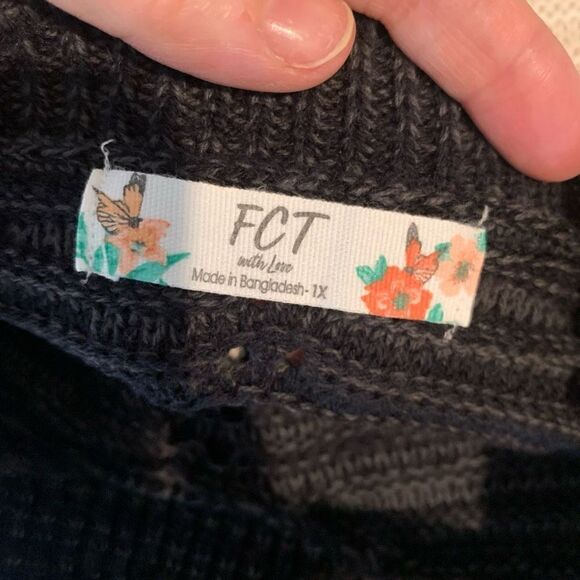 FCT
with Love
Made in Bangladesh - 1X